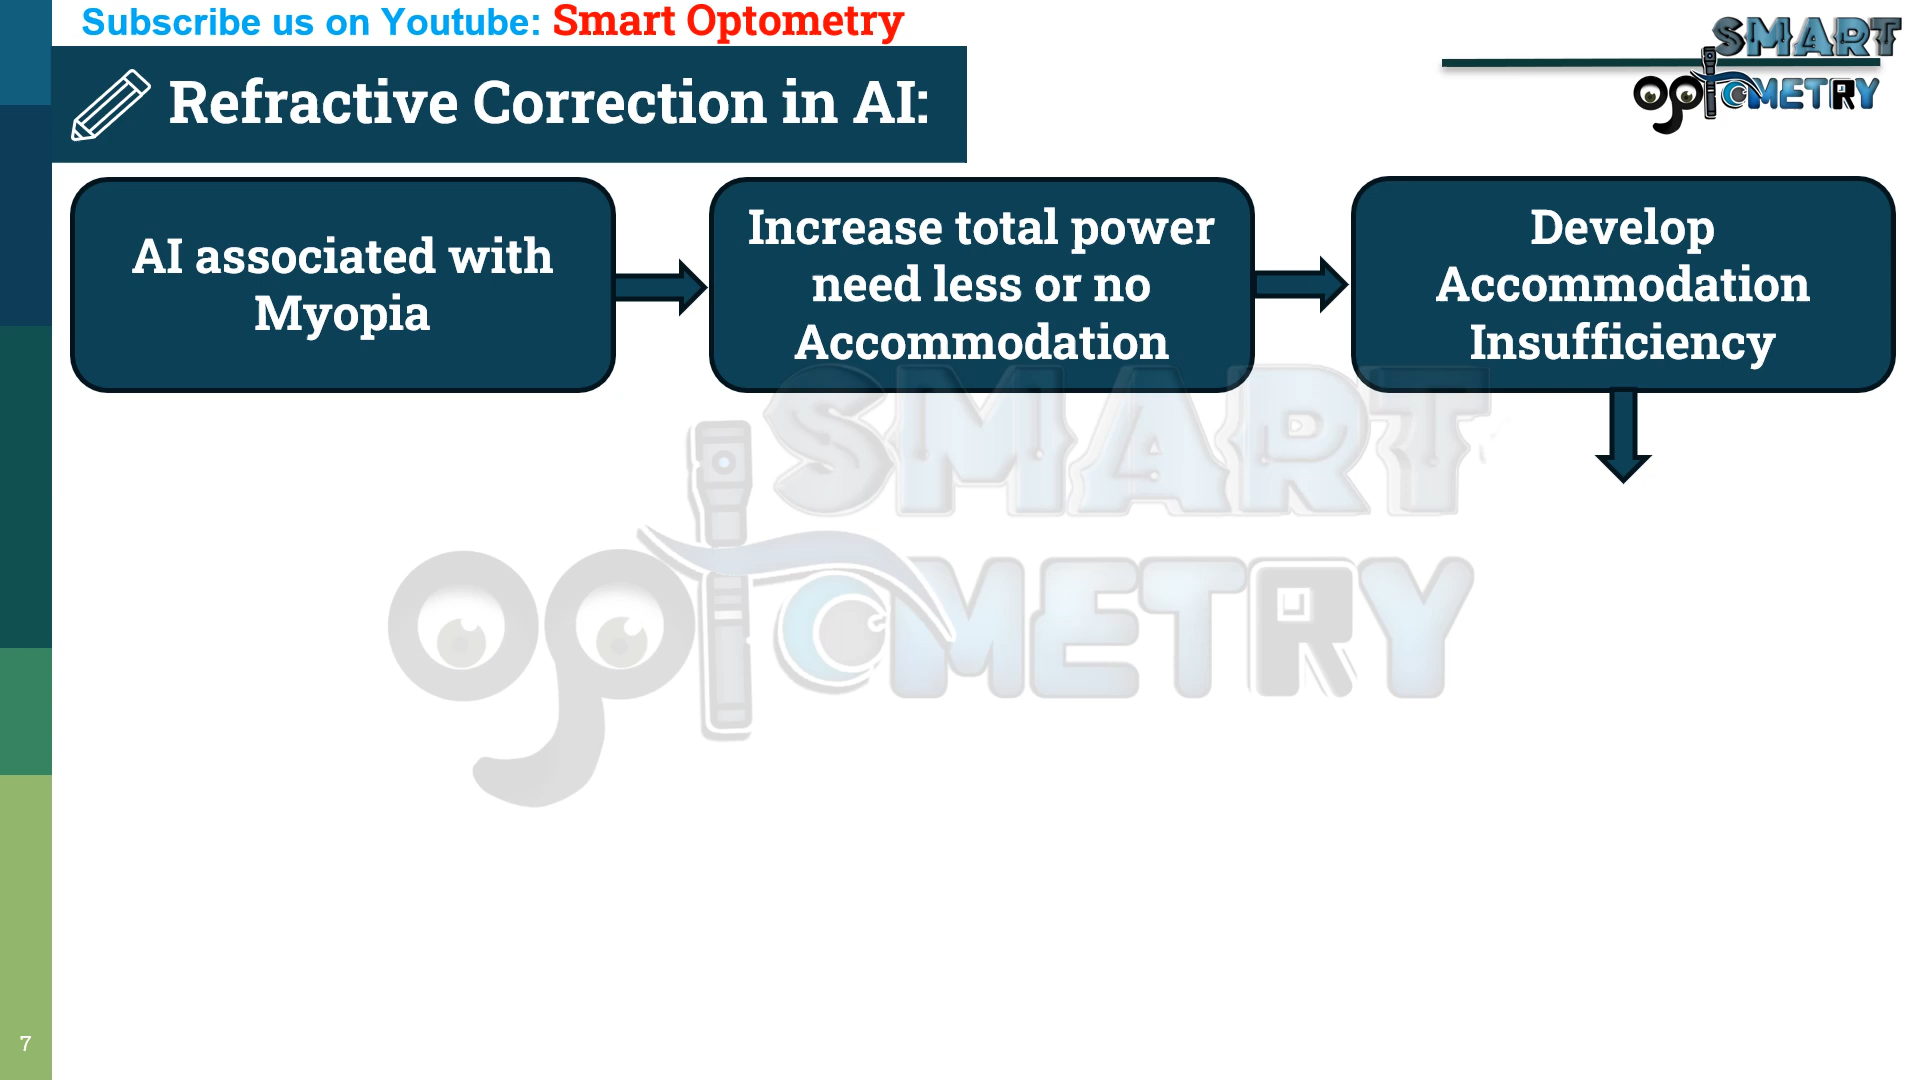 Subscribe us on Youtube: Smart Optometry
SMART
OPTOMETRY
Refractive Correction in AI:
AI associated with
Myopia
Increase total power
need less or no
Accommodation
Develop
Accommodation
Insufficiency
SMART
OPTOMETRY
7